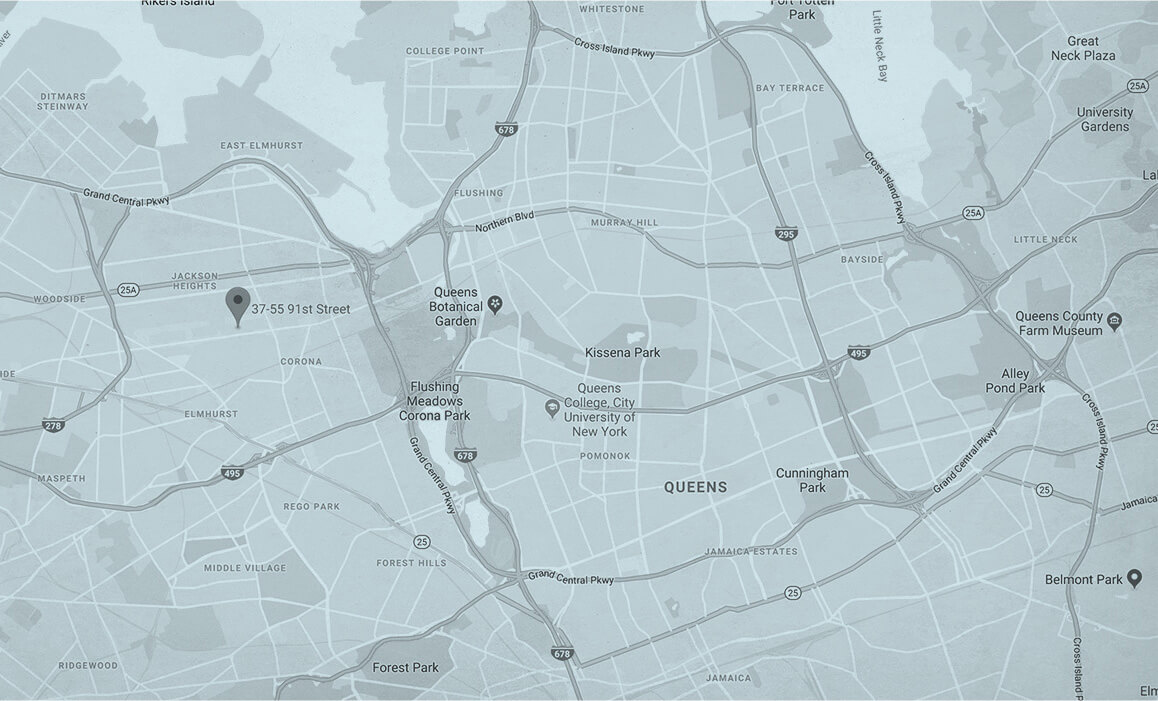 Rikers Island
WHITESTONE
Fort Totten
Park
Little Neck Bay
Great
Neck Plaza
COLLEGE POINT
Cross Island Pkwy
DITMARS
STEINWAY
BAY TERRACE
25A
University
Gardens
678
EAST ELMHURST
Cross Island Pkwy
Grand Central Pkwy
FLUSHING
Northern Blvd
MURRAY HILL
25A
295
LITTLE NECK
BAYSIDE
JACKSON
HEIGHTS
25A
WOODSIDE
37-55 91st Street
Queens
Botanical
Garden
Queens County
Farm Museum
Kissena Park
495
CORONA
Alley
Pond Park
Flushing
Meadows
Corona Park
Queens
College, City
University of
New York
ELMHURST
278
Cross Island Pkwy
25
Grand Central Pkwy
678
POMONOK
Grand Central Pkwy
495
MASPETH
QUEENS
Cunningham
Park
25
Jamaica
REGO PARK
25
JAMAICA ESTATES
MIDDLE VILLAGE
FOREST HILLS
Grand Central Pkwy
Belmont Park
25
678
RIDGEWOOD
Forest Park
JAMAICA
Cross Island P
Elm